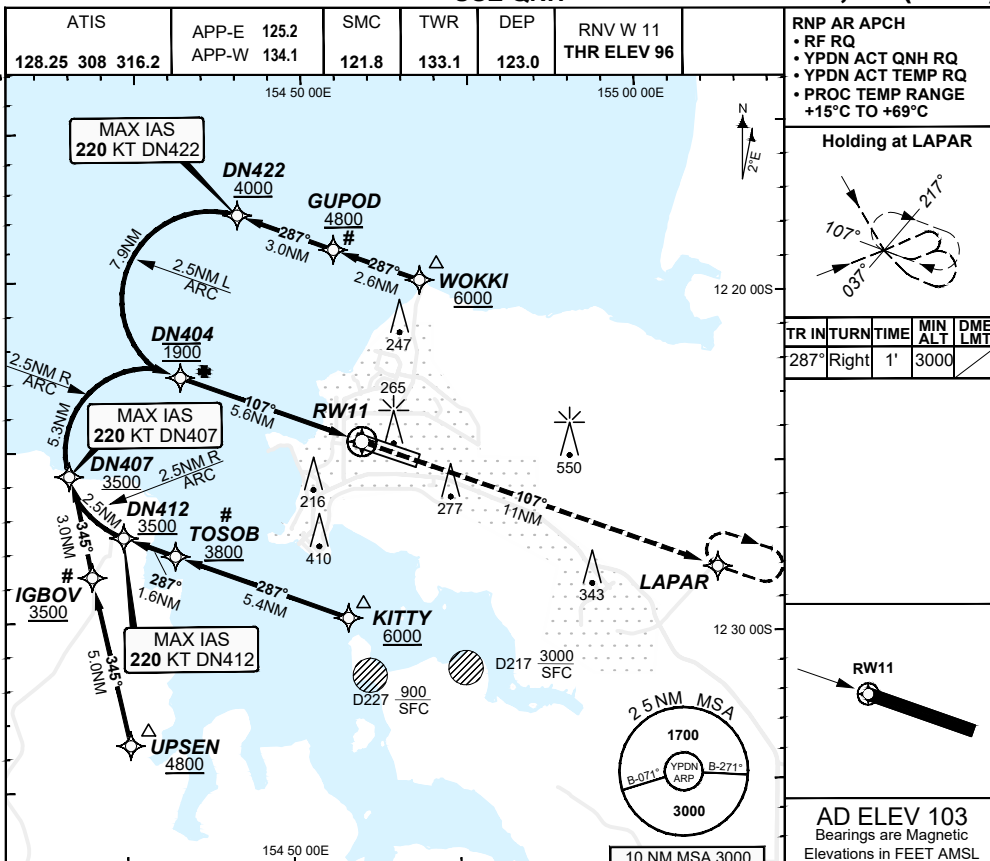 ATIS
128.25 308 316.2
APP-E 125.2
APP-W 134.1
SMC
121.8
TWR
133.1
DEP
123.0
RNV W 11
THR ELEV 96
RNP AR APCH
• RF RQ
• YPDN ACT QNH RQ
• YPDN ACT TEMP RQ
• PROC TEMP RANGE
+15°C TO +69°C
154 50 00E
155 00 00E
MAX IAS
220 KT DN422
DN422
4000
GUPOD
4800
#
287°
3.0NM
287°
2.6NM
WOKKI
6000
N
2°E
7.9NM
2.5NM L
ARC
12 20 00S
247
DN404
1900
2.5NM R
ARC
5.3NM
107°
5.6NM
RW11
265
550
MAX IAS
220 KT DN407
DN407
3500
2.5NM R
ARC
2.5NM
DN412
3500
#
TOSOB
3800
216
410
277
107°
11NM
LAPAR
343
345°
3.0NM
#
IGBOV
3500
287°
1.6NM
287°
5.4NM
KITTY
6000
12 30 00S
MAX IAS
220 KT DN412
345°
5.0NM
UPSEN
4800
D227 900
SFC
D217 3000
SFC
25NM MSA
1700
B-071°
YPDN
ARP
B-271°
3000
154 50 00E
10 NM MSA 3000
Holding at LAPAR
217°
107°
037°
TR IN TURN TIME MIN ALT DME LMT
287° Right 1' 3000
RW11
AD ELEV 103
Bearings are Magnetic
Elevations in FEET AMSL